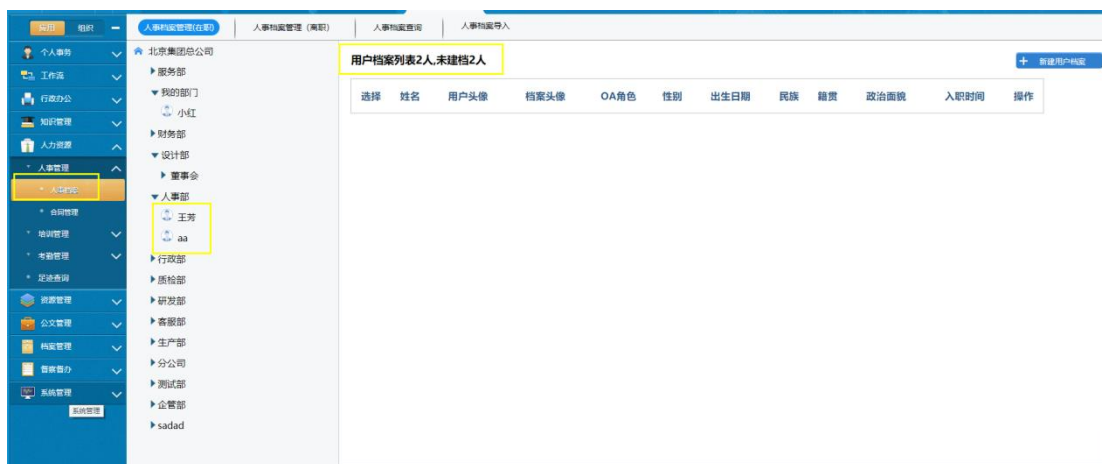 应用 组织
人事档案管理(在职) 人事档案管理 (离职) 人事档案查询 人事档案导入
个人事务
工作流
行政办公
知识管理
人力资源
人事管理
人事档案
合同管理
培训管理
考勤管理
足迹查询
资源管理
公文管理
档案管理
督察督办
系统管理
系统管理
北京集团总公司
服务部
我的部门
小红
财务部
设计部
董事会
人事部
王芳
aa
行政部
质检部
研发部
客服部
生产部
分公司
测试部
企管部
sadad
用户档案列表2人,未建档2人
新建用户档案
选择 姓名 用户头像 档案头像 OA角色 性别 出生日期 民族 籍贯 政治面貌 入职时间 操作